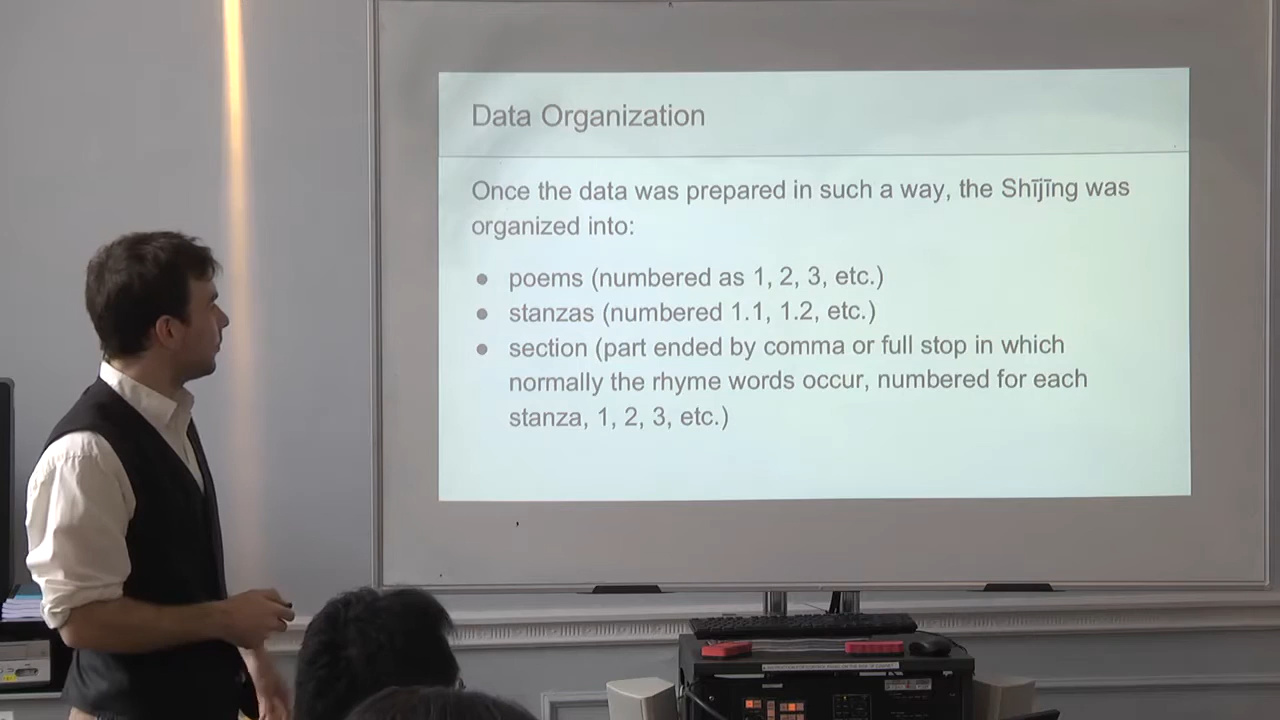 Data Organization
Once the data was prepared in such a way, the Shījīng was
organized into:
● poems (numbered as 1, 2, 3, etc.)
● stanzas (numbered 1.1, 1.2, etc.)
● section (part ended by comma or full stop in which
normally the rhyme words occur, numbered for each
stanza, 1, 2, 3, etc.)